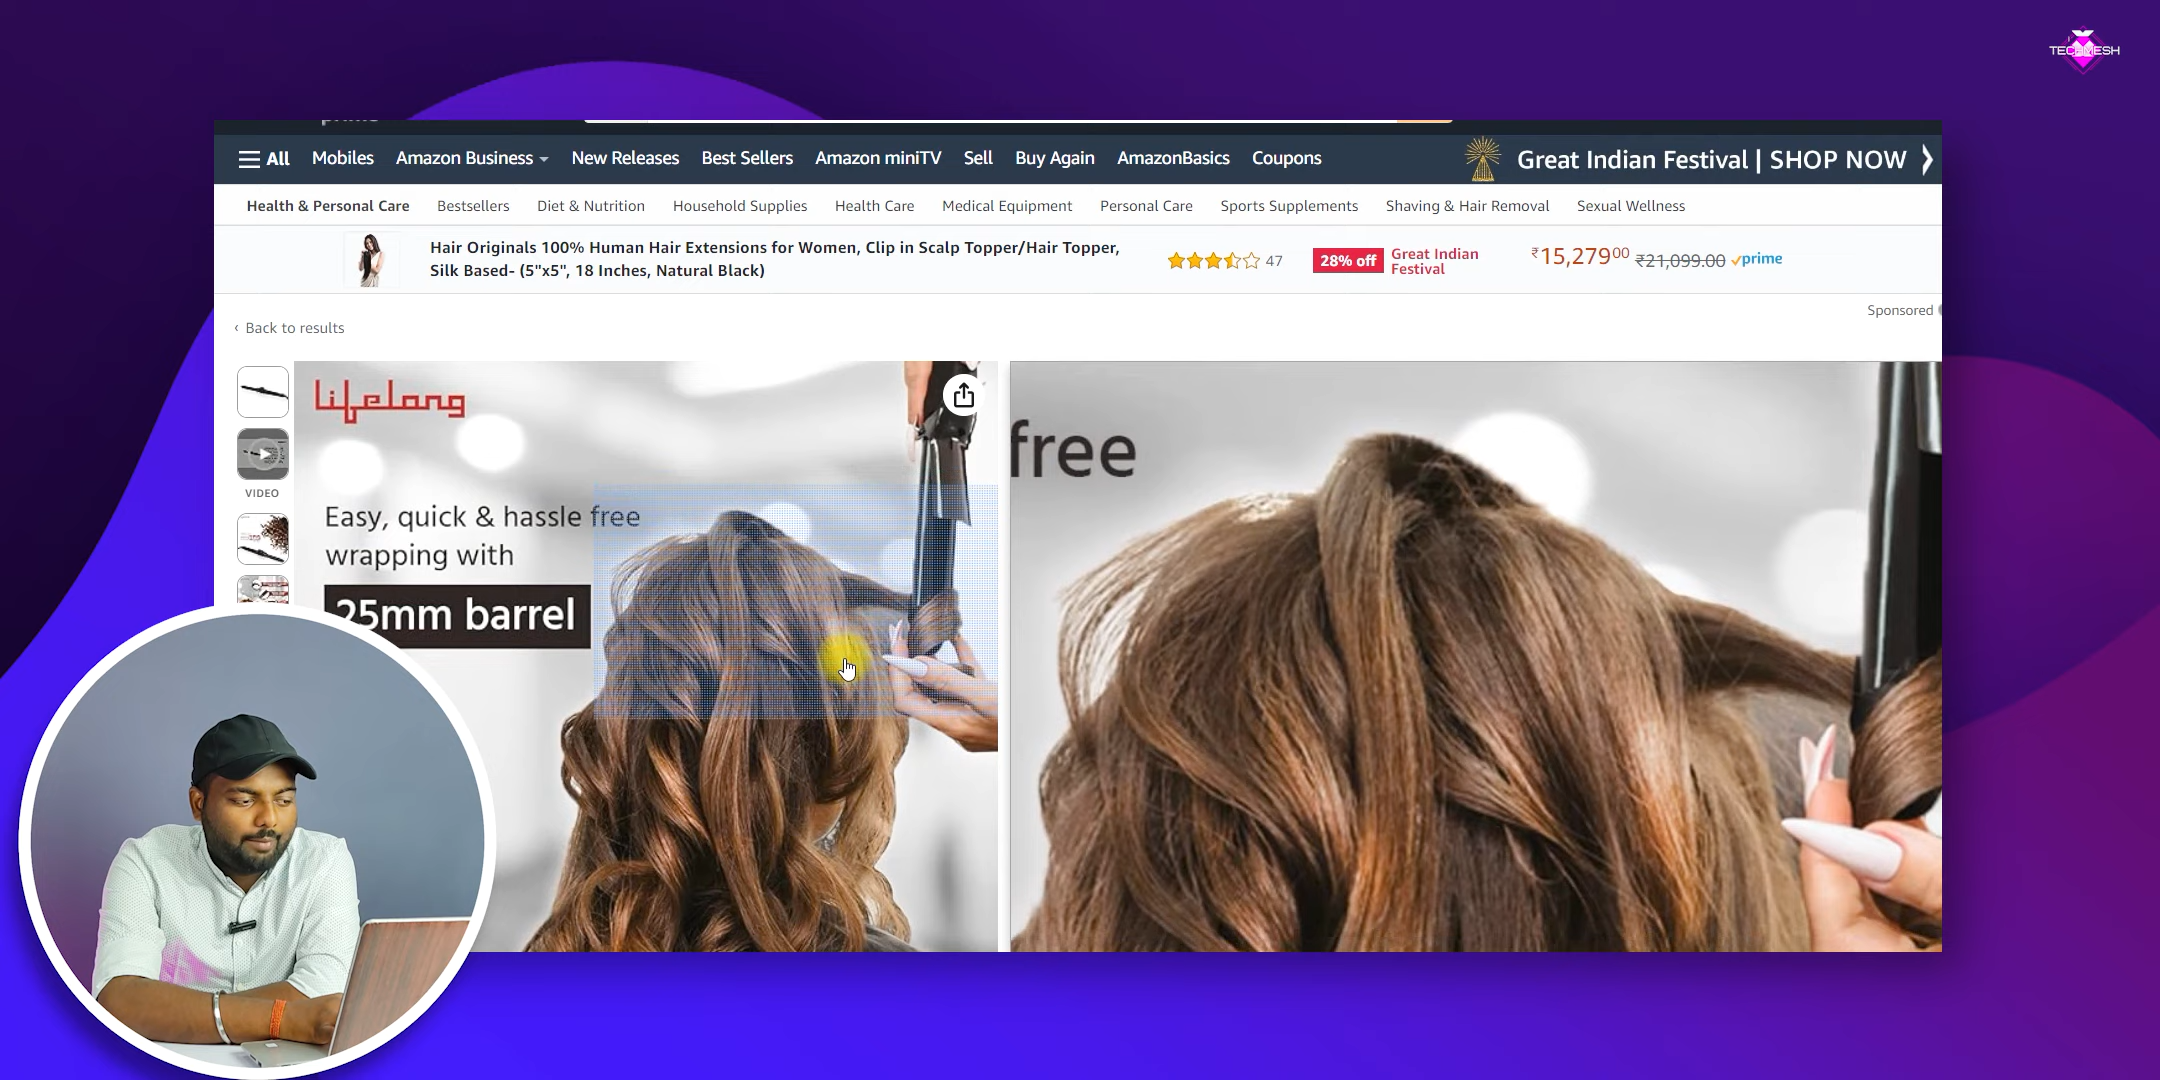 TECHMESH
All Mobiles Amazon Business New Releases Best Sellers Amazon miniTV Sell Buy Again AmazonBasics Coupons Great Indian Festival | SHOP NOW
Health & Personal Care Bestsellers Diet & Nutrition Household Supplies Health Care Medical Equipment Personal Care Sports Supplements Shaving & Hair Removal Sexual Wellness
Hair Originals 100% Human Hair Extensions for Women, Clip in Scalp Topper/Hair Topper,
Silk Based- (5"x5", 18 Inches, Natural Black)
47
28% off
Great Indian
Festival
₹15,27900 ₹21,099.00 prime
Sponsored
‹ Back to results
VIDEO
Lifelong
Easy, quick & hassle free
wrapping with
25mm barrel
free